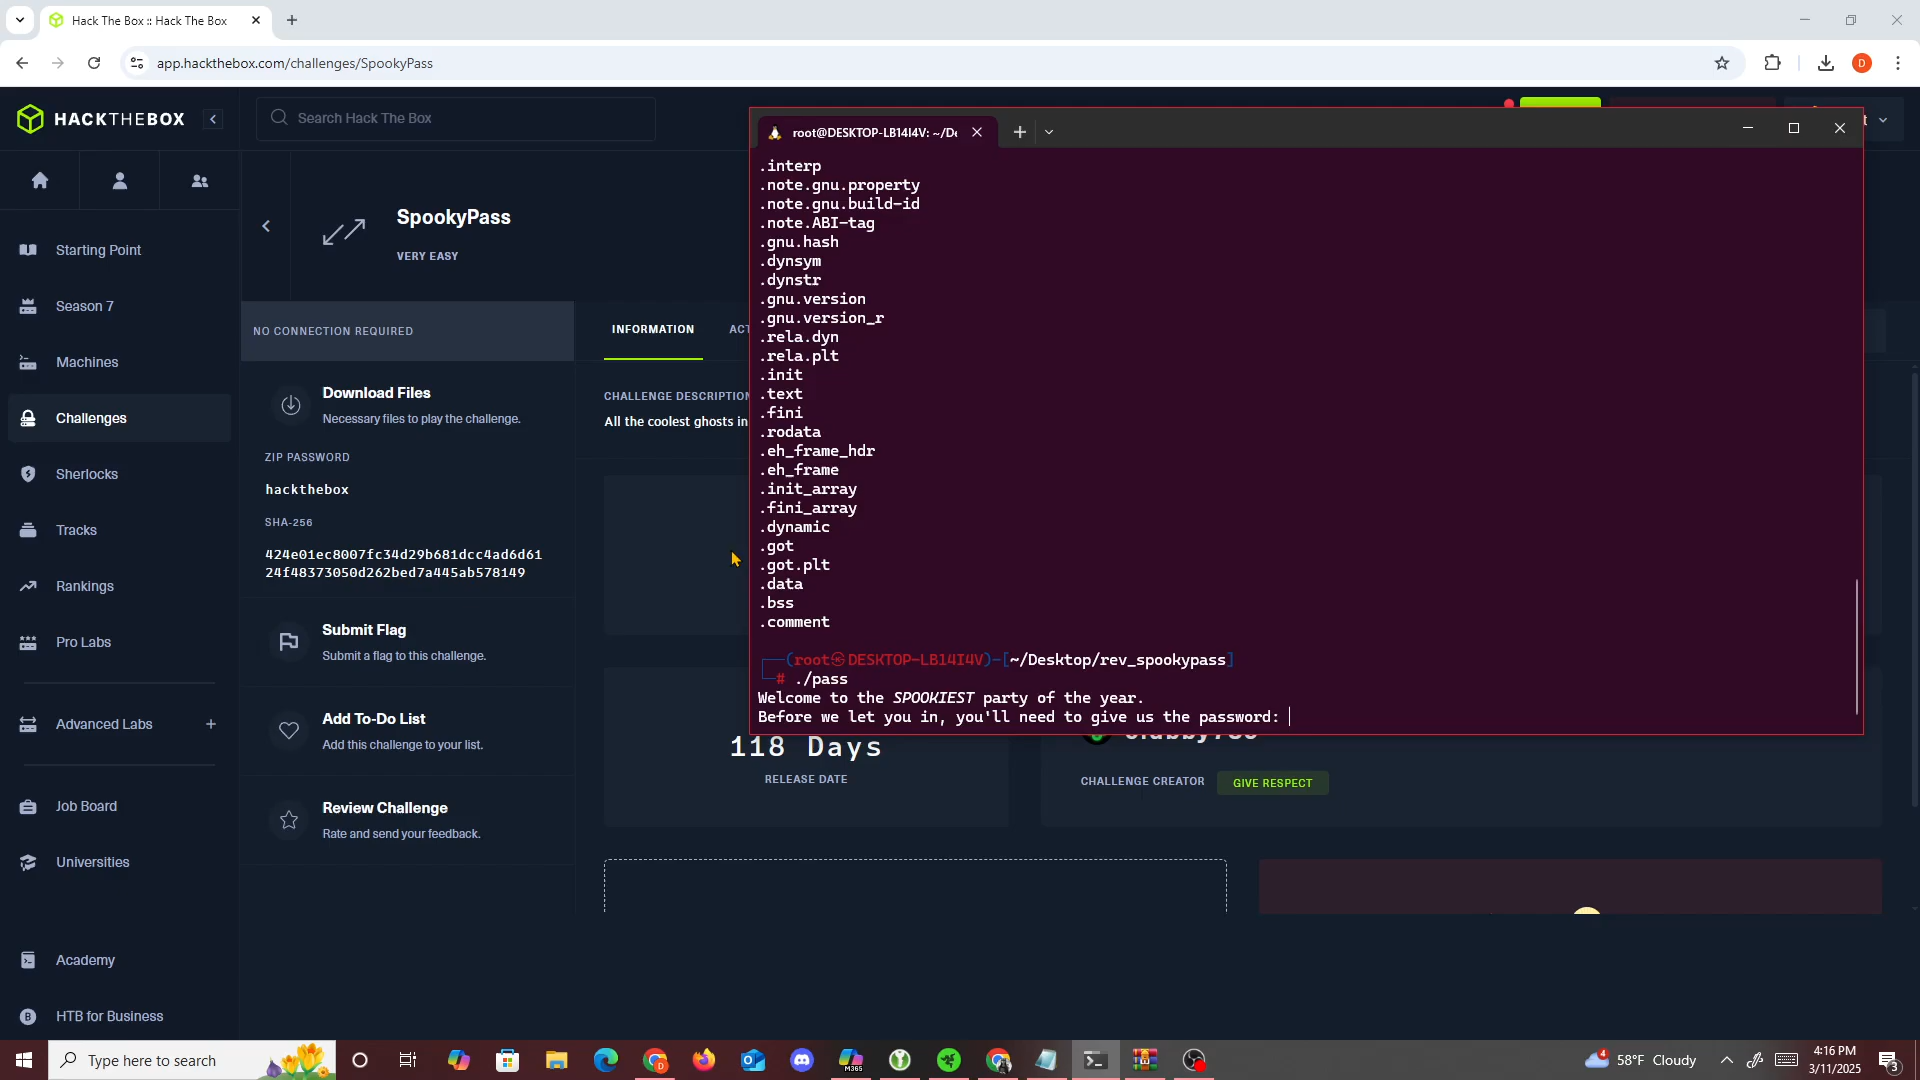 Hack The Box :: Hack The Box
app.hackthebox.com/challenges/SpookyPass
D
HACKTHEBOX
Search Hack The Box
Starting Point
Season 7
Machines
Challenges
Sherlocks
Tracks
Rankings
Pro Labs
Advanced Labs
Job Board
Universities
Academy
HTB for Business
SpookyPass
VERY EASY
NO CONNECTION REQUIRED
Download Files
Necessary files to play the challenge.
ZIP PASSWORD
hackthebox
SHA-256
424e01ec8007fc34d29b681dcc4ad6d61
24f48373050d262bed7a445ab578149
Submit Flag
Submit a flag to this challenge.
Add To-Do List
Add this challenge to your list.
Review Challenge
Rate and send your feedback.
INFORMATION
CHALLENGE DESCRIPTION
All the coolest ghosts in
118 Days
RELEASE DATE
CHALLENGE CREATOR
GIVE RESPECT
root@DESKTOP-LB14I4V: ~/De
.interp
.note.gnu.property
.note.gnu.build-id
.note.ABI-tag
.gnu.hash
.dynsym
.dynstr
.gnu.version
.gnu.version_r
.rela.dyn
.rela.plt
.init
.text
.fini
.rodata
.eh_frame_hdr
.eh_frame
.init_array
.fini_array
.dynamic
.got
.got.plt
.data
.bss
.comment
┌──(root㉿DESKTOP-LB14I4V)-[~/Desktop/rev_spookypass]
└─# ./pass
Welcome to the SPOOKIEST party of the year.
Before we let you in, you'll need to give us the password:
Type here to search
M365
4
58°F Cloudy
4:16 PM
3/11/2025
3